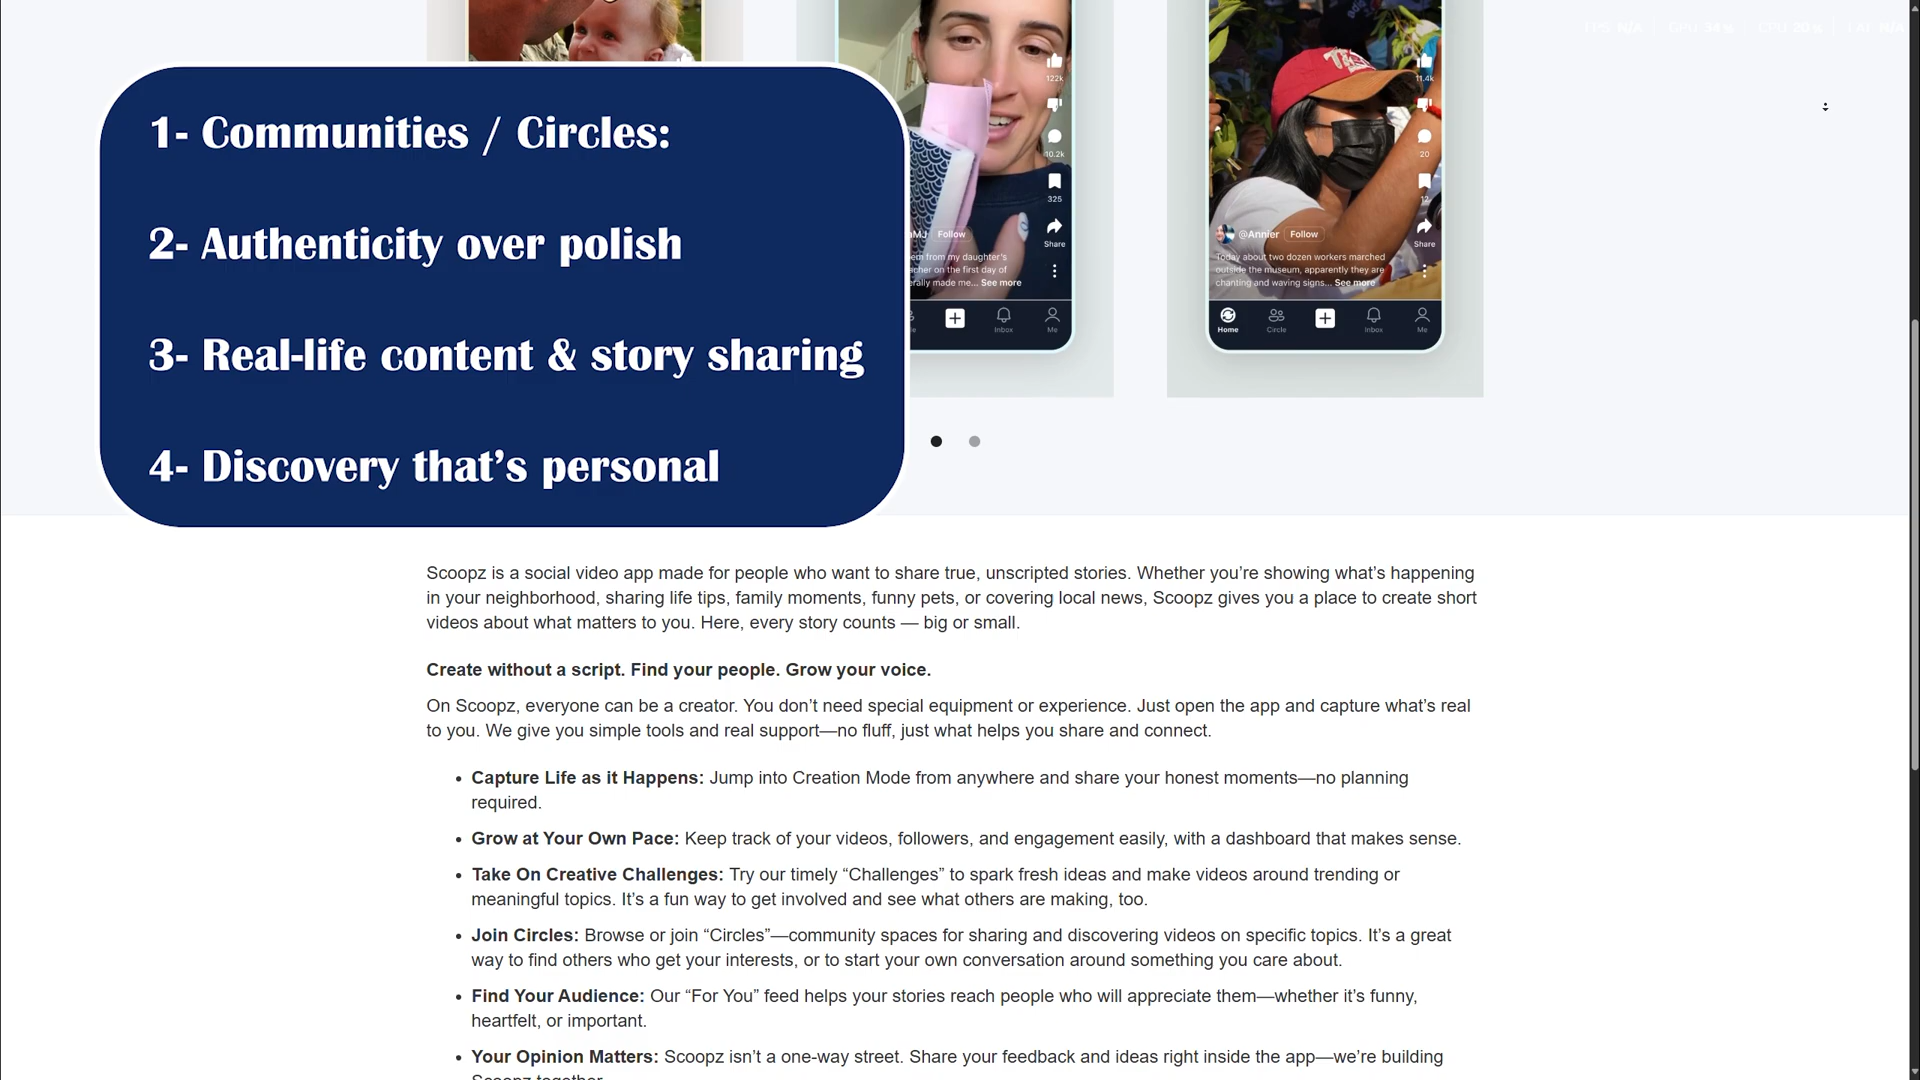 1- Communities / Circles:
2- Authenticity over polish
3- Real-life content & story sharing
4- Discovery that’s personal
122k
10.2k
325
Share
MJ Follow
from my daughter’s
on the first day of
made me... See more
Inbox
Me
11.4k
20
12
Share
@Annier Follow
Today about two dozen workers marched
outside the museum, apparently they are
chanting and waving signs... See more
Home
Circle
Inbox
Me
N/A
20
Scoopz is a social video app made for people who want to share true, unscripted stories. Whether you’re showing what’s happening
in your neighborhood, sharing life tips, family moments, funny pets, or covering local news, Scoopz gives you a place to create short
videos about what matters to you. Here, every story counts — big or small.
Create without a script. Find your people. Grow your voice.
On Scoopz, everyone can be a creator. You don’t need special equipment or experience. Just open the app and capture what’s real
to you. We give you simple tools and real support—no fluff, just what helps you share and connect.
• Capture Life as it Happens: Jump into Creation Mode from anywhere and share your honest moments—no planning
required.
• Grow at Your Own Pace: Keep track of your videos, followers, and engagement easily, with a dashboard that makes sense.
• Take On Creative Challenges: Try our timely “Challenges” to spark fresh ideas and make videos around trending or
meaningful topics. It’s a fun way to get involved and see what others are making, too.
• Join Circles: Browse or join “Circles”—community spaces for sharing and discovering videos on specific topics. It’s a great
way to find others who get your interests, or to start your own conversation around something you care about.
• Find Your Audience: Our “For You” feed helps your stories reach people who will appreciate them—whether it’s funny,
heartfelt, or important.
• Your Opinion Matters: Scoopz isn’t a one-way street. Share your feedback and ideas right inside the app—we’re building
Scoopz together